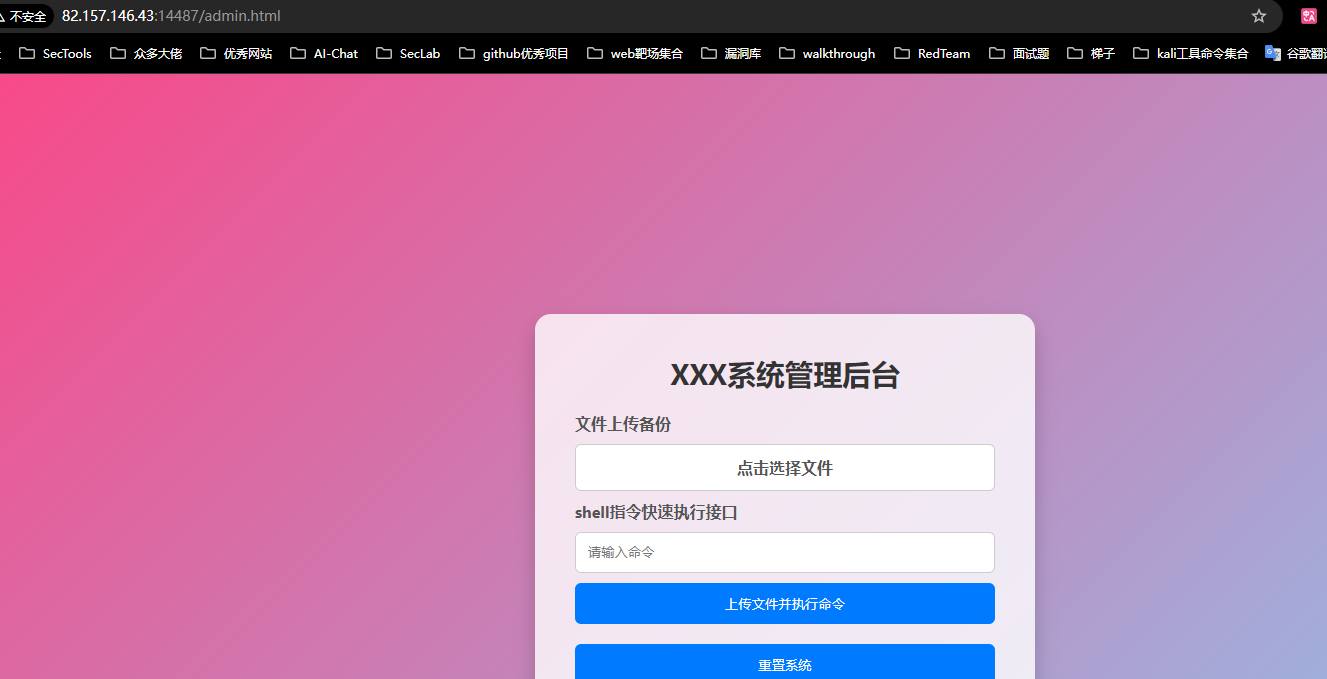 不安全 82.157.146.43:14487/admin.html
SecTools 众多大佬 优秀网站 AI-Chat SecLab github优秀项目 web靶场集合 漏洞库 walkthrough RedTeam 面试题 梯子 kali工具命令集合 谷歌翻译
XXX系统管理后台
文件上传备份
点击选择文件
shell指令快速执行接口
请输入命令
上传文件并执行命令
重置系统